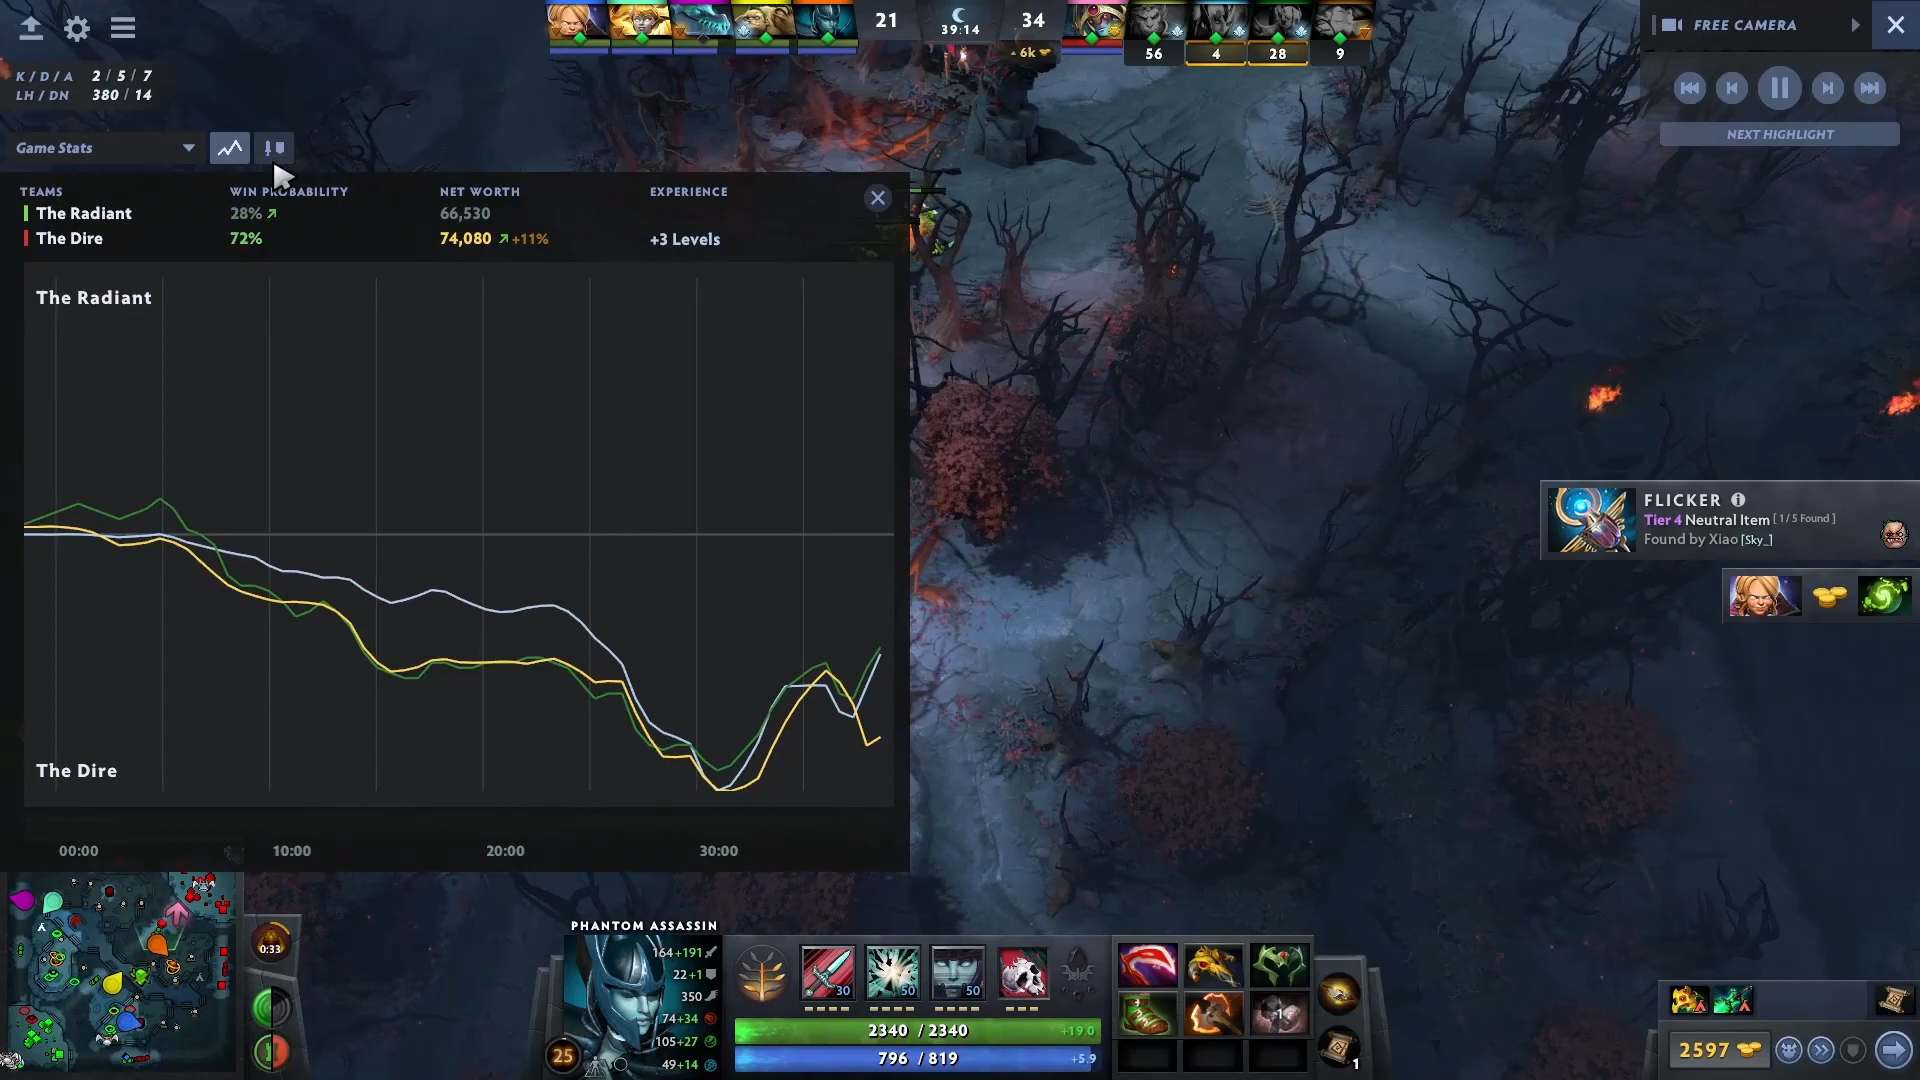 21
39:14
34
6k
56
4
28
9
FREE CAMERA
K / D / A 2 / 5 / 7
LH / DN 380 / 14
NEXT HIGHLIGHT
Game Stats
TEAMS WIN PROBABILITY NET WORTH EXPERIENCE
The Radiant 28% 66,530
The Dire 72% 74,080 +11% +3 Levels
The Radiant
The Dire
00:00 10:00 20:00 30:00
FLICKER
Tier 4 Neutral Item [ 1/5 Found ]
Found by Xiao [Sky_]
0:33
PHANTOM ASSASSIN
164+191
22+1
350
74+34
105+27
49+14
25
30
50
50
2340 / 2340 +19.0
796 / 819 +5.9
1
1
2597